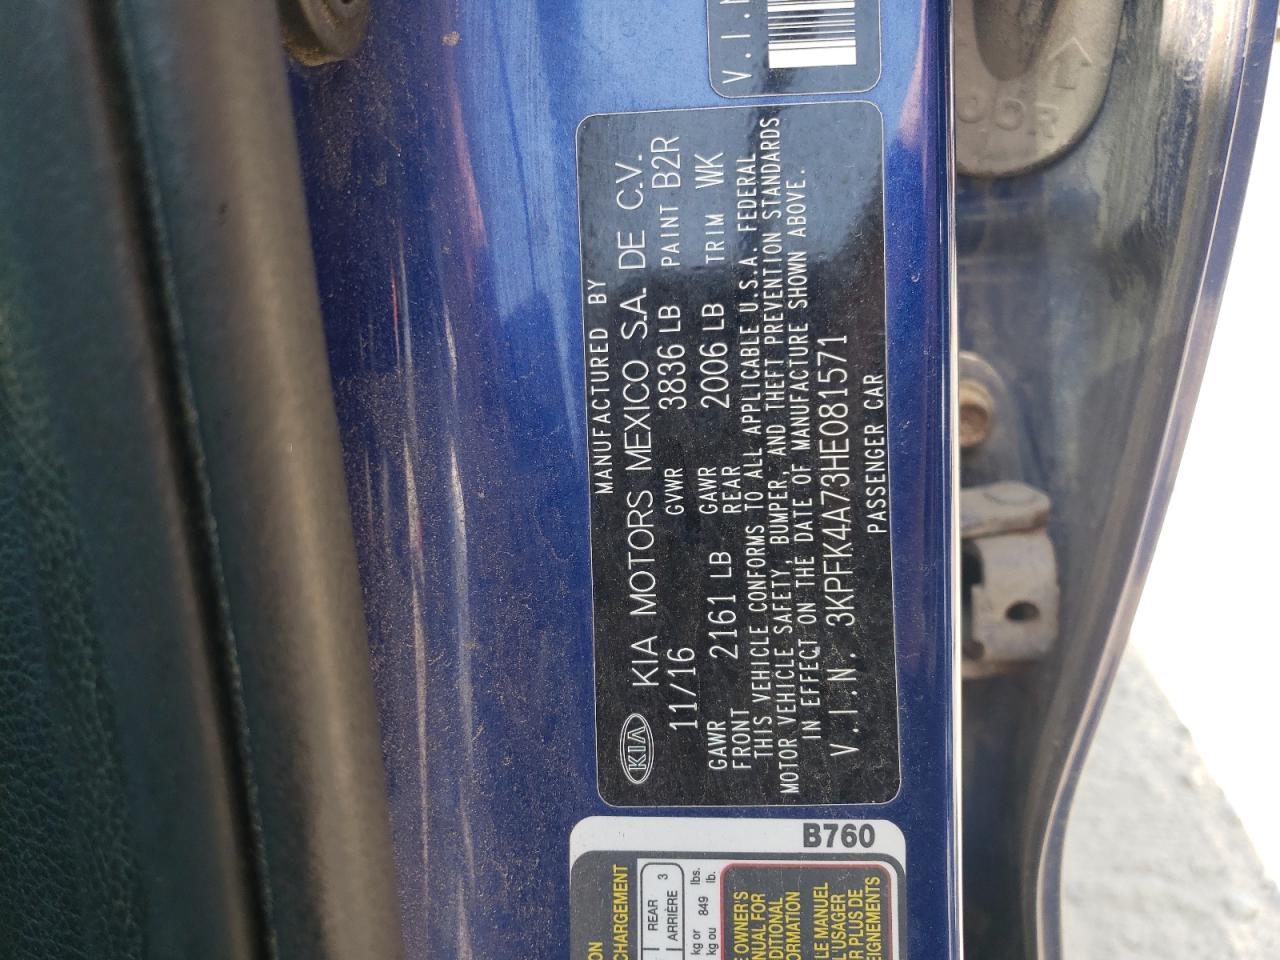 V.I.N
MANUFACTURED BY
KIA KIA MOTORS MEXICO S.A. DE C.V.
11/16 GVWR 3836 LB PAINT B2R
GAWR FRONT 2161 LB GAWR REAR 2006 LB TRIM WK
THIS VEHICLE CONFORMS TO ALL APPLICABLE U.S.A. FEDERAL
MOTOR VEHICLE SAFETY, BUMPER, AND THEFT PREVENTION STANDARDS
IN EFFECT ON THE DATE OF MANUFACTURE SHOWN ABOVE.
V.I.N. 3KPFK4A73HE081571
PASSENGER CAR
B760
CHARGEMENT
REAR 3
ARRIÈRE
kg or 849 lbs.
kg ou lb.
OWNER'S
MANUEL
PLUS DE